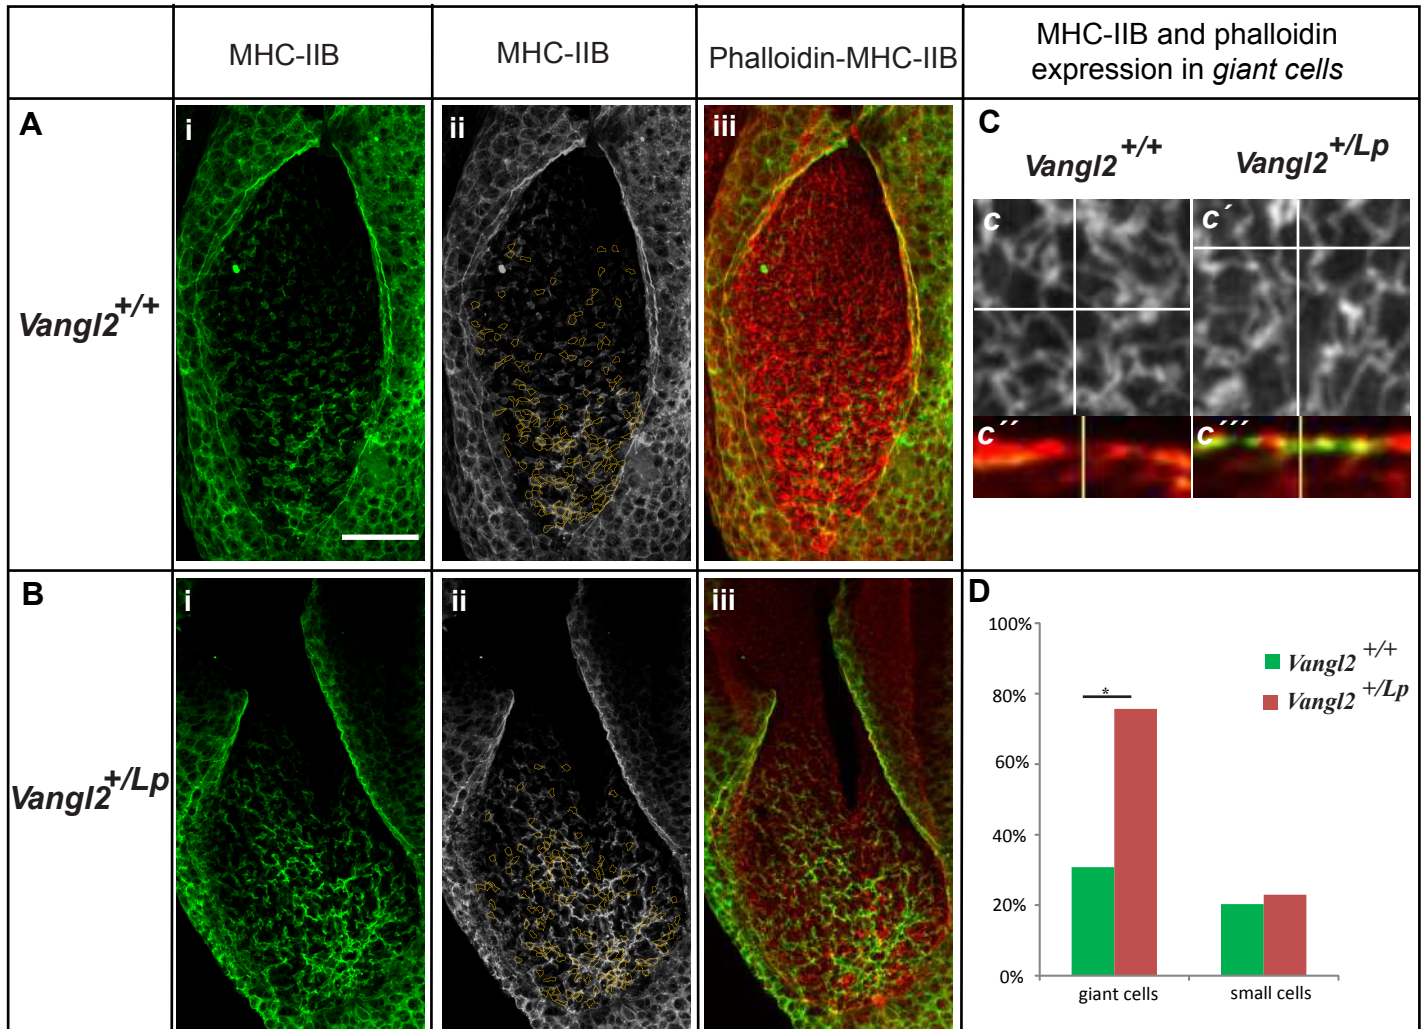 MHC-IIB
MHC-IIB
Phalloidin-MHC-IIB
MHC-IIB and phalloidin
expression in giant cells
A
i
ii
iii
Vangl2+/+
C
Vangl2+/+
Vangl2+/Lp
c
c´
c´´
c´´´
B
i
ii
iii
Vangl2+/Lp
D
100%
80%
60%
40%
20%
0%
*
Vangl2 +/+
Vangl2 +/Lp
giant cells
small cells